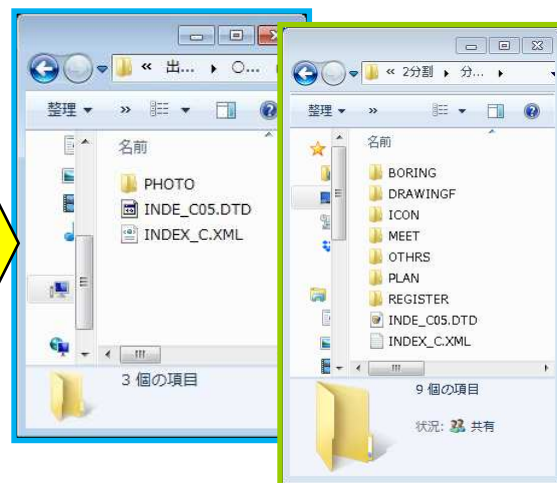 « 出... ▸ 〇...
整理 ▼ »
名前
PHOTO
INDE_C05.DTD
INDEX_C.XML
3 個の項目
« 2分割 ▸ 分... ▸
整理 ▼ »
名前
BORING
DRAWINGF
ICON
MEET
OTHRS
PLAN
REGISTER
INDE_C05.DTD
INDEX_C.XML
9 個の項目
状況: 共有